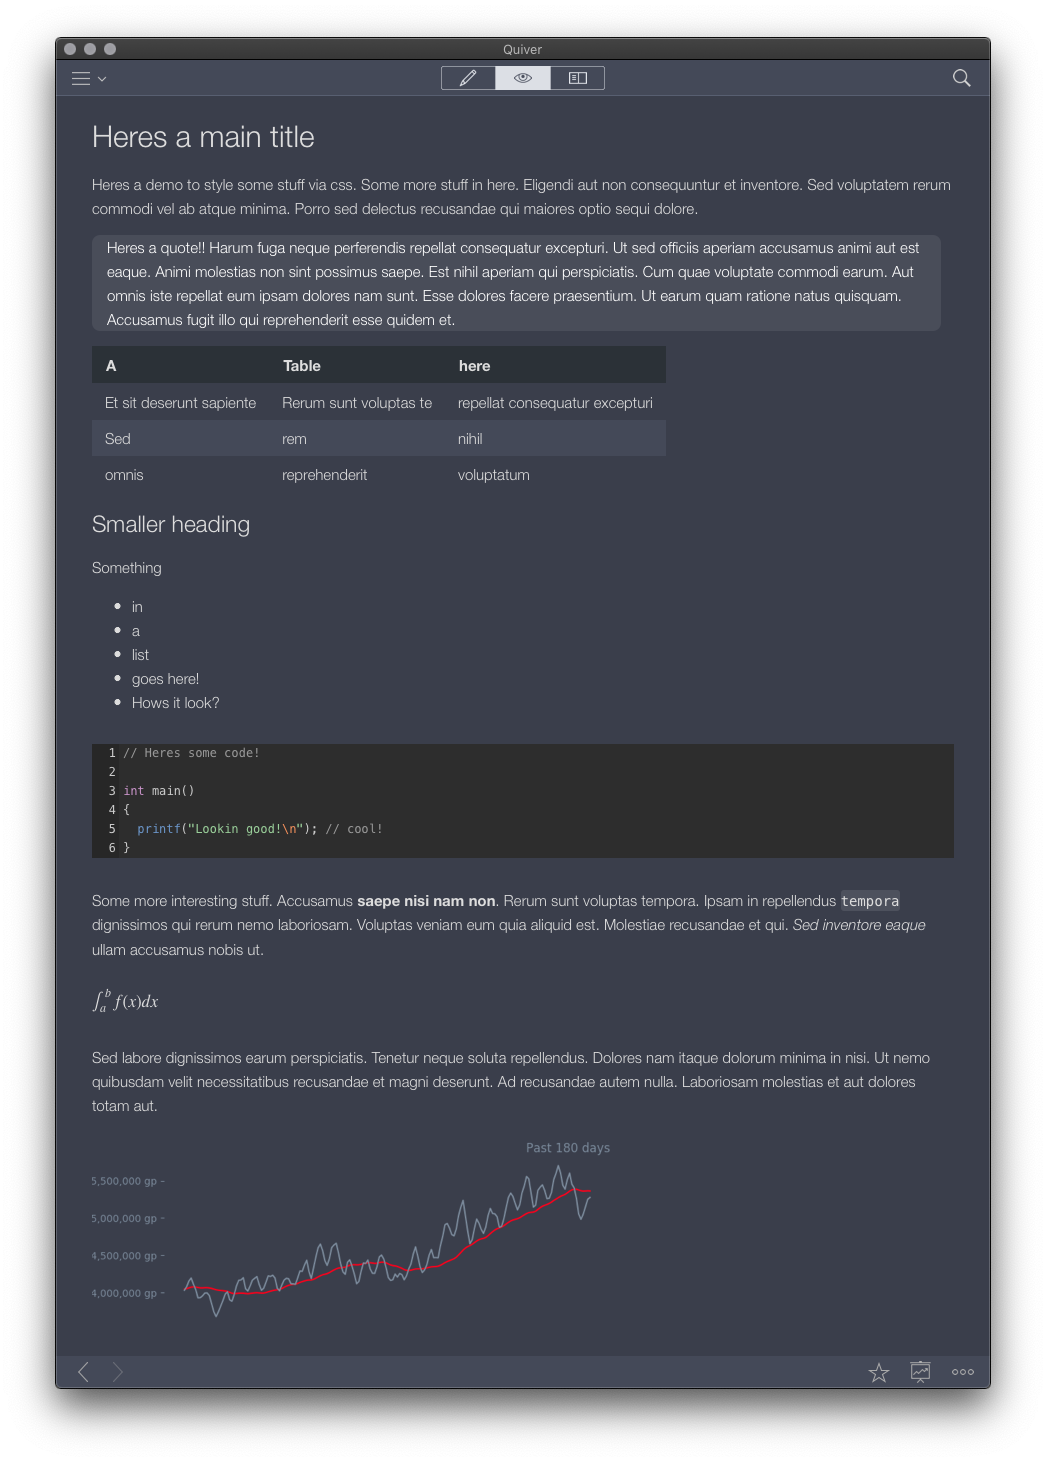 Quiver
Heres a main title
Heres a demo to style some stuff via css. Some more stuff in here. Eligendi aut non consequuntur et inventore. Sed voluptatem rerum
commodi vel ab atque minima. Porro sed delectus recusandae qui maiores optio sequi dolore.
Heres a quote!! Harum fuga neque perferendis repellat consequatur excepturi. Ut sed officiis aperiam accusamus animi aut est
eaque. Animi molestias non sint possimus saepe. Est nihil aperiam qui perspiciatis. Cum quae voluptate commodi earum. Aut
omnis iste repellat eum ipsam dolores nam sunt. Esse dolores facere praesentium. Ut earum quam ratione natus quisquam.
Accusamus fugit illo qui reprehenderit esse quidem et.
A Table here
Et sit deserunt sapiente Rerum sunt voluptas te repellat consequatur excepturi
Sed rem nihil
omnis reprehenderit voluptatum
Smaller heading
Something
• in
• a
• list
• goes here!
• Hows it look?
1 // Heres some code!
2
3 int main()
4 {
5   printf("Lookin good!\n"); // cool!
6 }
Some more interesting stuff. Accusamus saepe nisi nam non. Rerum sunt voluptas tempora. Ipsam in repellendus tempora
dignissimos qui rerum nemo laboriosam. Voluptas veniam eum quia aliquid est. Molestiae recusandae et qui. Sed inventore eaque
ullam accusamus nobis ut.
∫ₐᵇ f(x)dx
Sed labore dignissimos earum perspiciatis. Tenetur neque soluta repellendus. Dolores nam itaque dolorum minima in nisi. Ut nemo
quibusdam velit necessitatibus recusandae et magni deserunt. Ad recusandae autem nulla. Laboriosam molestias et aut dolores
totam aut.
Past 180 days
5,500,000 gp
5,000,000 gp
4,500,000 gp
4,000,000 gp